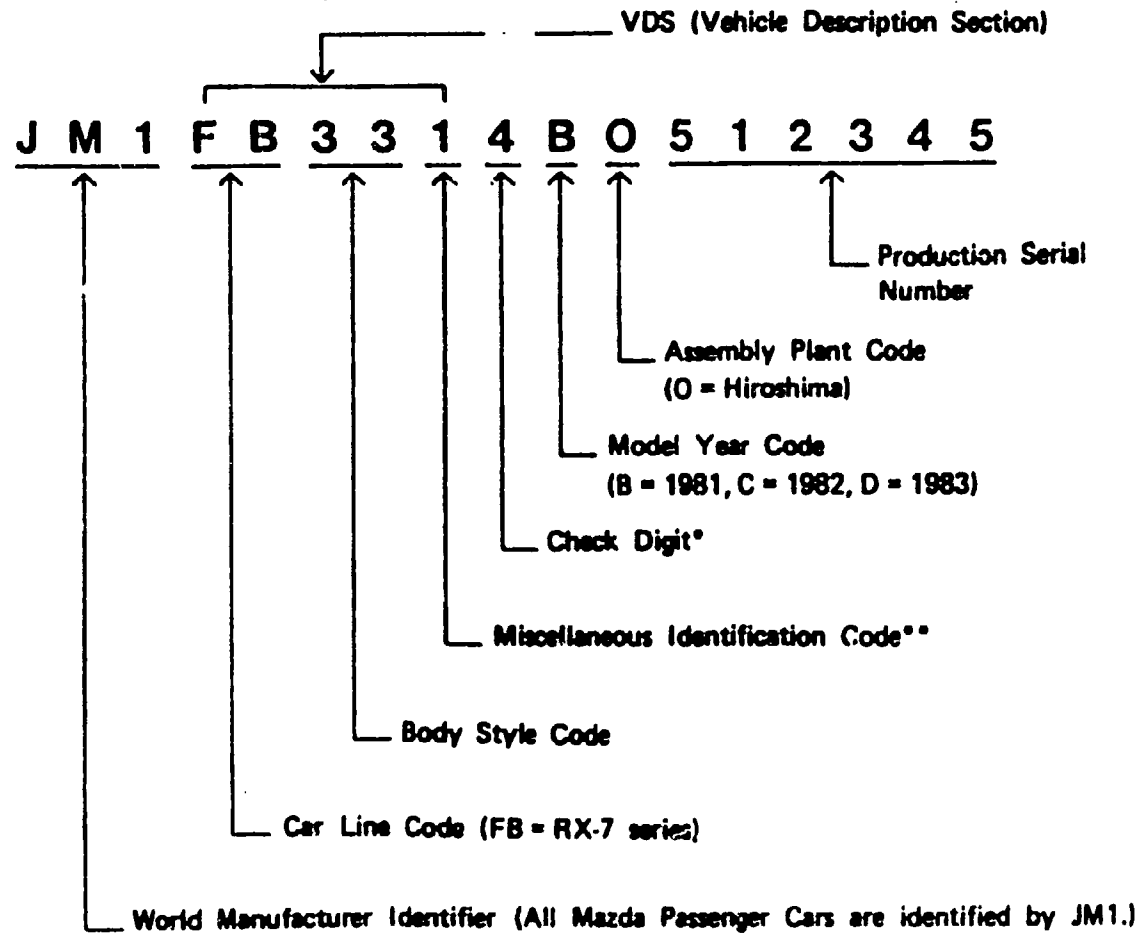 VDS (Vehicle Description Section)
J M 1 F B 3 3 1 4 B 0 5 1 2 3 4 5
Production Serial
Number
Assembly Plant Code
(0 = Hiroshima)
Model Year Code
(B = 1981, C = 1982, D = 1983)
Check Digit*
Miscellaneous Identification Code**
Body Style Code
Car Line Code (FB = RX-7 series)
World Manufacturer Identifier (All Mazda Passenger Cars are identified by JM1.)